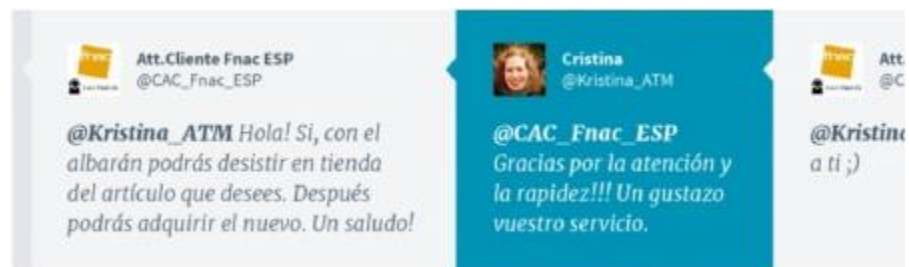 Att.Cliente Fnac ESP
@CAC_Fnac_ESP
@Kristina_ATM Hola! Si, con el
albarán podrás desistir en tienda
del artículo que desees. Después
podrás adquirir el nuevo. Un saludo!
Cristina
@Kristina_ATM
@CAC_Fnac_ESP
Gracias por la atención y
la rapidez!!! Un gustazo
vuestro servicio.
Att.
@C
@Kristin
a ti ;)